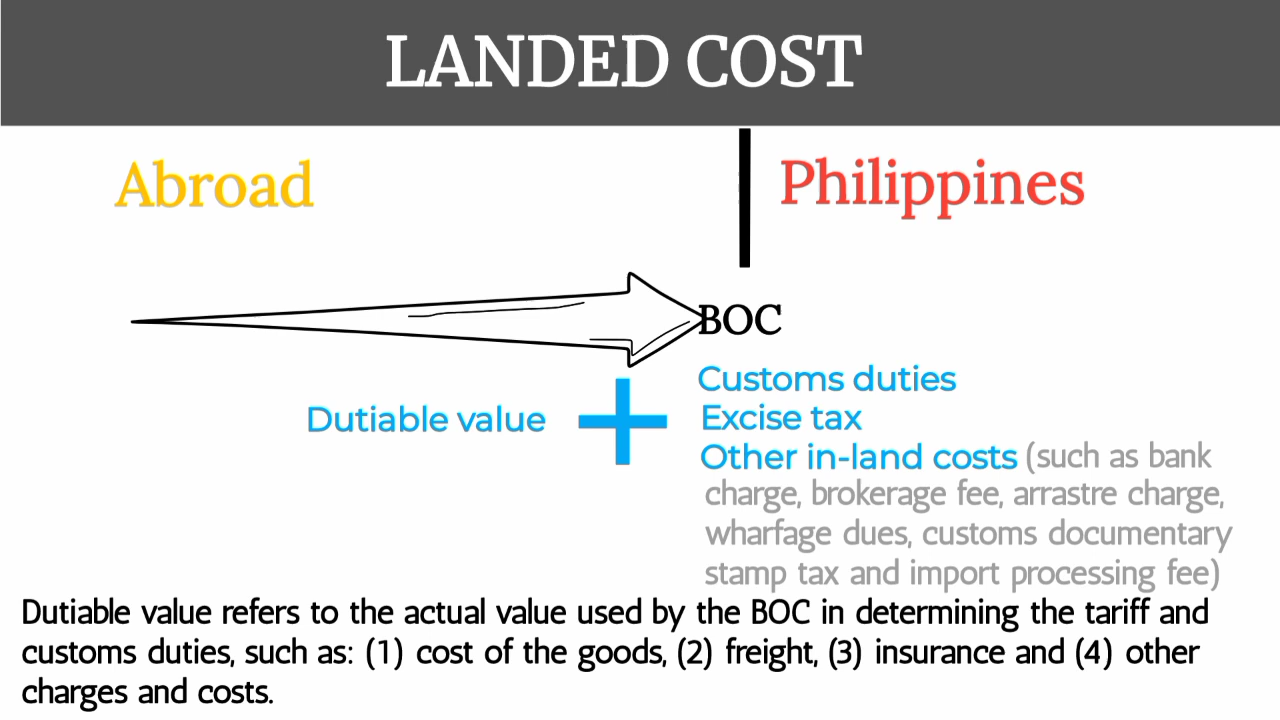 LANDED COST
Abroad
Philippines
BOC
Dutiable value
Customs duties
Excise tax
Other in-land costs (such as bank
charge, brokerage fee, arrastre charge,
wharfage dues, customs documentary
stamp tax and import processing fee)
Dutiable value refers to the actual value used by the BOC in determining the tariff and
customs duties, such as: (1) cost of the goods, (2) freight, (3) insurance and (4) other
charges and costs.